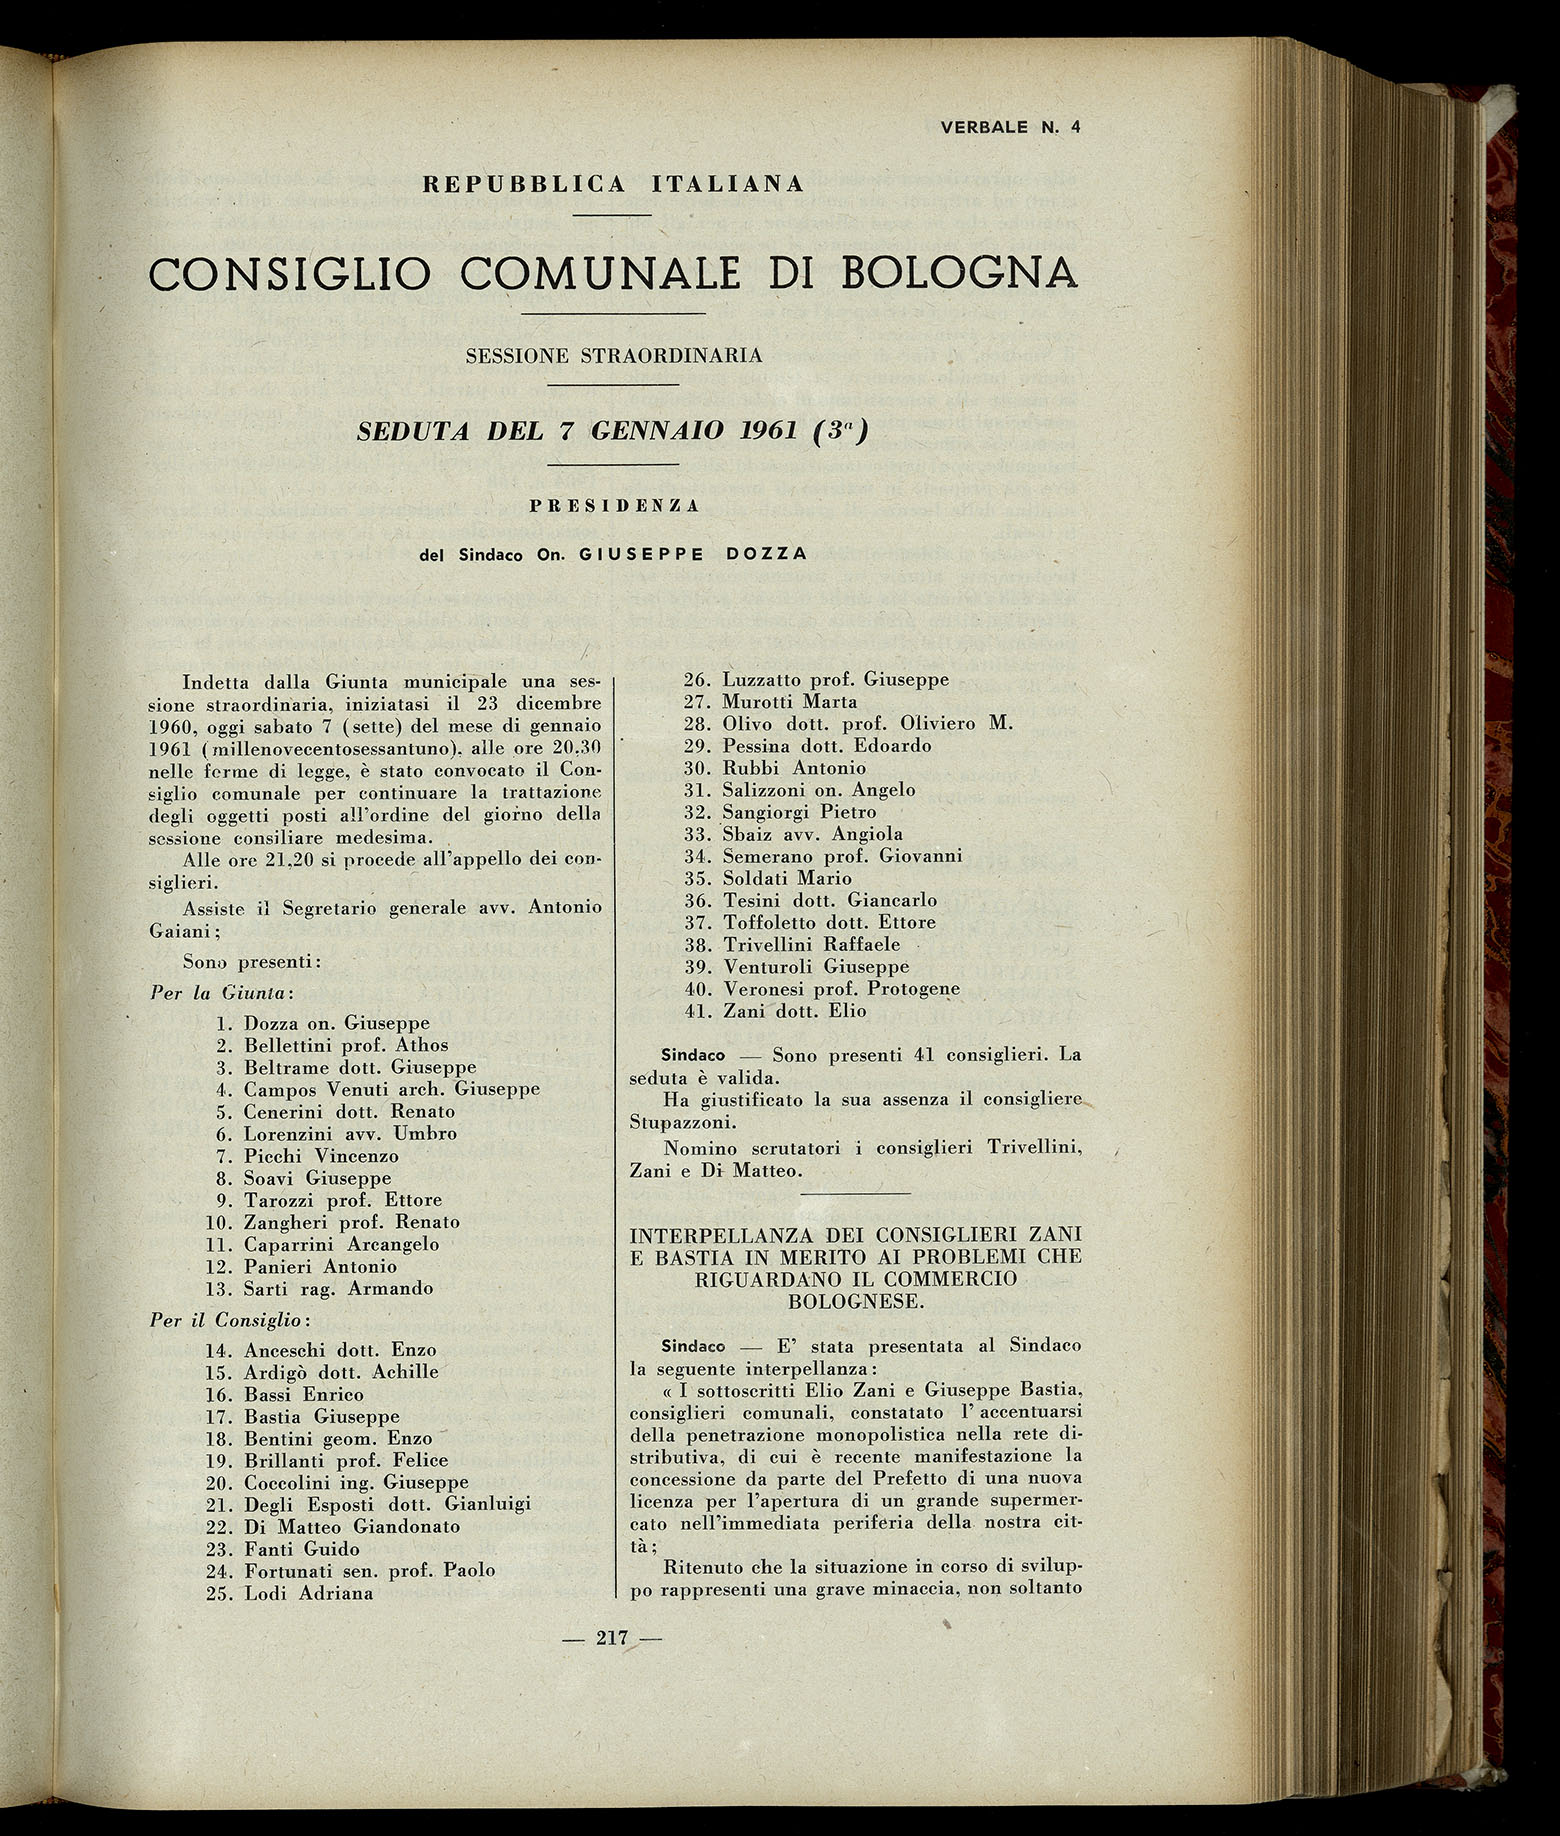 VERBALE N. 4
REPUBBLICA ITALIANA
CONSIGLIO COMUNALE DI BOLOGNA
SESSIONE STRAORDINARIA
SEDUTA DEL 7 GENNAIO 1961 (3ª)
PRESIDENZA
del Sindaco On. GIUSEPPE DOZZA
Indetta dalla Giunta municipale una ses-
sione straordinaria, iniziatasi il 23 dicembre
1960, oggi sabato 7 (sette) del mese di gennaio
1961 (millenovecentosessantuno), alle ore 20,30
nelle forme di legge, è stato convocato il Con-
siglio comunale per continuare la trattazione
degli oggetti posti all'ordine del giorno della
sessione consiliare medesima.
Alle ore 21,20 si procede all'appello dei con-
siglieri.
Assiste il Segretario generale avv. Antonio
Gaiani;
Sono presenti:
Per la Giunta:
1. Dozza on. Giuseppe
2. Bellettini prof. Athos
3. Beltrame dott. Giuseppe
4. Campos Venuti arch. Giuseppe
5. Cenerini dott. Renato
6. Lorenzini avv. Umbro
7. Picchi Vincenzo
8. Soavi Giuseppe
9. Tarozzi prof. Ettore
10. Zangheri prof. Renato
11. Caparrini Arcangelo
12. Panieri Antonio
13. Sarti rag. Armando
Per il Consiglio:
14. Anceschi dott. Enzo
15. Ardigò dott. Achille
16. Bassi Enrico
17. Bastia Giuseppe
18. Bentini geom. Enzo
19. Brillanti prof. Felice
20. Coccolini ing. Giuseppe
21. Degli Esposti dott. Gianluigi
22. Di Matteo Giandonato
23. Fanti Guido
24. Fortunati sen. prof. Paolo
25. Lodi Adriana
26. Luzzatto prof. Giuseppe
27. Murotti Marta
28. Olivo dott. prof. Oliviero M.
29. Pessina dott. Edoardo
30. Rubbi Antonio
31. Salizzoni on. Angelo
32. Sangiorgi Pietro
33. Sbaiz avv. Angiola
34. Semerano prof. Giovanni
35. Soldati Mario
36. Tesini dott. Giancarlo
37. Toffoletto dott. Ettore
38. Trivellini Raffaele
39. Venturoli Giuseppe
40. Veronesi prof. Protogene
41. Zani dott. Elio
Sindaco — Sono presenti 41 consiglieri. La
seduta è valida.
Ha giustificato la sua assenza il consigliere
Stupazzoni.
Nomino scrutatori i consiglieri Trivellini,
Zani e Di Matteo.
INTERPELLANZA DEI CONSIGLIERI ZANI
E BASTIA IN MERITO AI PROBLEMI CHE
RIGUARDANO IL COMMERCIO
BOLOGNESE.
Sindaco — E' stata presentata al Sindaco
la seguente interpellanza:
« I sottoscritti Elio Zani e Giuseppe Bastia,
consiglieri comunali, constatato l' accentuarsi
della penetrazione monopolistica nella rete di-
stributiva, di cui è recente manifestazione la
concessione da parte del Prefetto di una nuova
licenza per l'apertura di un grande supermer-
cato nell'immediata periferia della nostra cit-
tà;
Ritenuto che la situazione in corso di svilup-
po rappresenti una grave minaccia, non soltanto
— 217 —